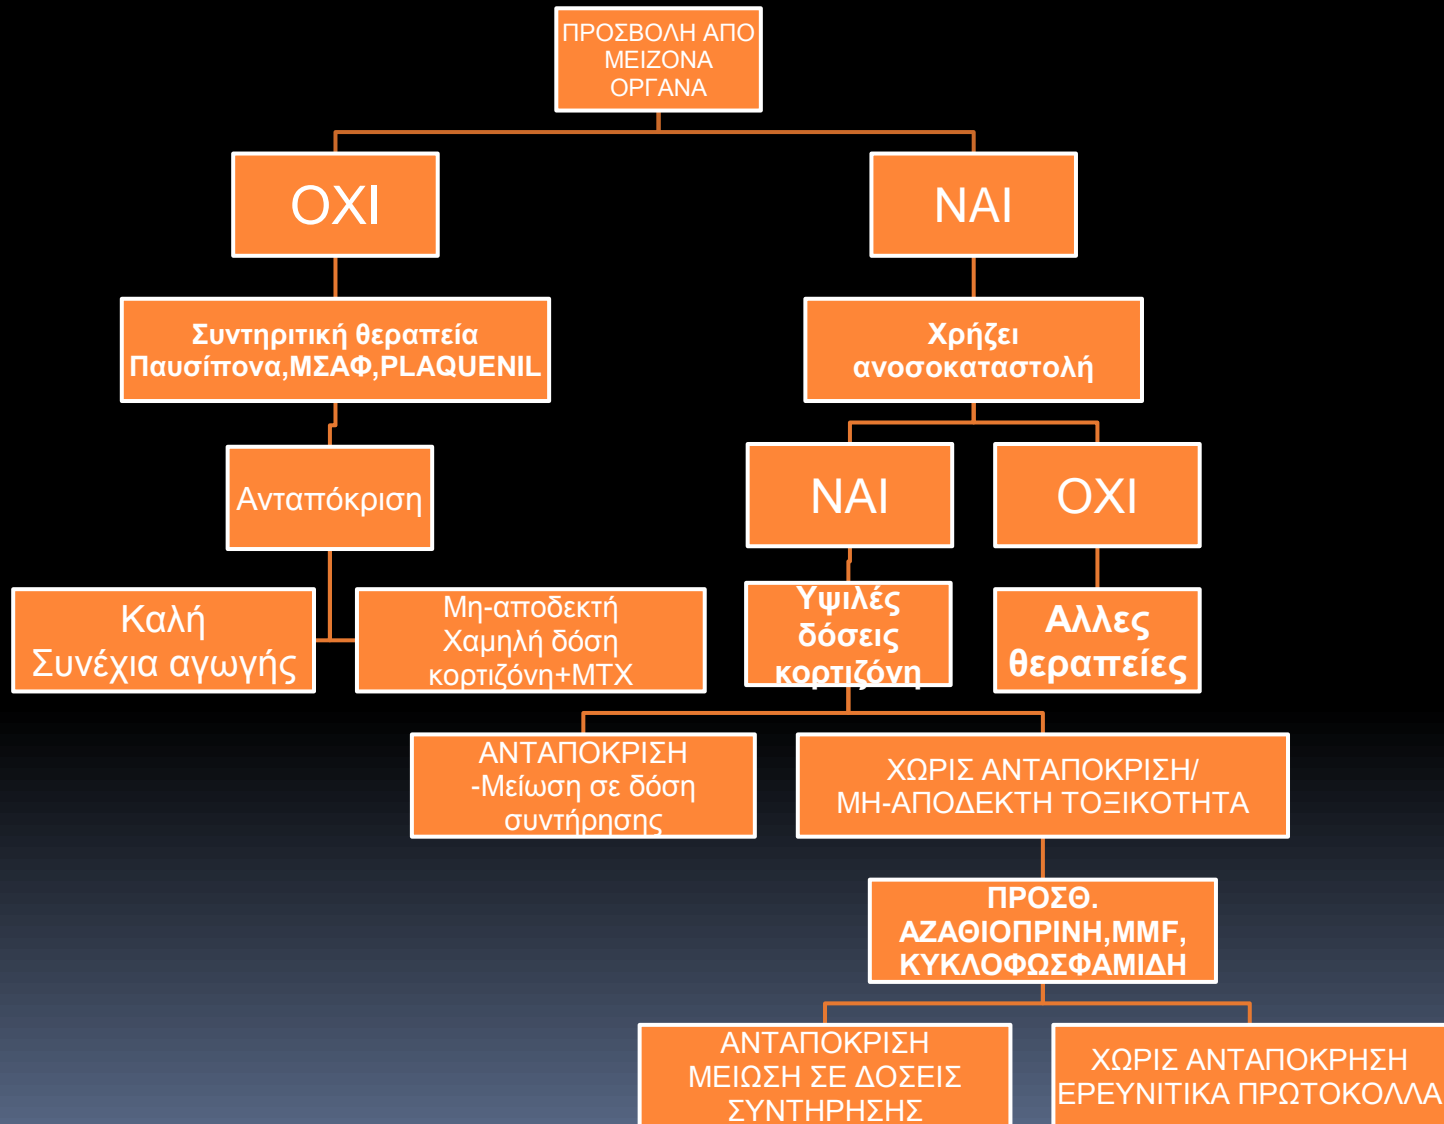 ΠΡΟΣΒΟΛΗ ΑΠΟ
ΜΕΙΖΟΝΑ
ΟΡΓΑΝΑ
ΟΧΙ
ΝΑΙ
Συντηριτική θεραπεία
Παυσίπονα,ΜΣΑΦ,PLAQUENIL
Χρήζει
ανοσοκαταστολή
Ανταπόκριση
ΝΑΙ
ΟΧΙ
Καλή
Συνέχια αγωγής
Μη-αποδεκτή
Χαμηλή δόση
κορτιζόνη+MTX
Υψιλές
δόσεις
κορτιζόνη
Αλλες
θεραπείες
ΑΝΤΑΠΟΚΡΙΣΗ
-Μείωση σε δόση
συντήρησης
ΧΩΡΙΣ ΑΝΤΑΠΟΚΡΙΣΗ/
ΜΗ-ΑΠΟΔΕΚΤΗ ΤΟΞΙΚΟΤΗΤΑ
ΠΡΟΣΘ.
ΑΖΑΘΙΟΠΡΙΝΗ,MMF,
ΚΥΚΛΟΦΩΣΦΑΜΙΔΗ
ΑΝΤΑΠΟΚΡΙΣΗ
ΜΕΙΩΣΗ ΣΕ ΔΟΣΕΙΣ
ΣΥΝΤΗΡΗΣΗΣ
ΧΩΡΙΣ ΑΝΤΑΠΟΚΡΗΣΗ
ΕΡΕΥΝΙΤΙΚΑ ΠΡΩΤΟΚΟΛΛΑ